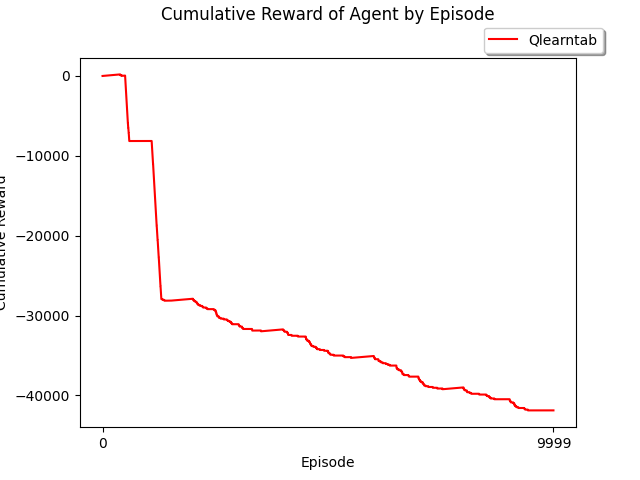 Cumulative Reward of Agent by Episode
Qlearntab
0
−10000
−20000
−30000
−40000
Cumulative Reward
0
9999
Episode